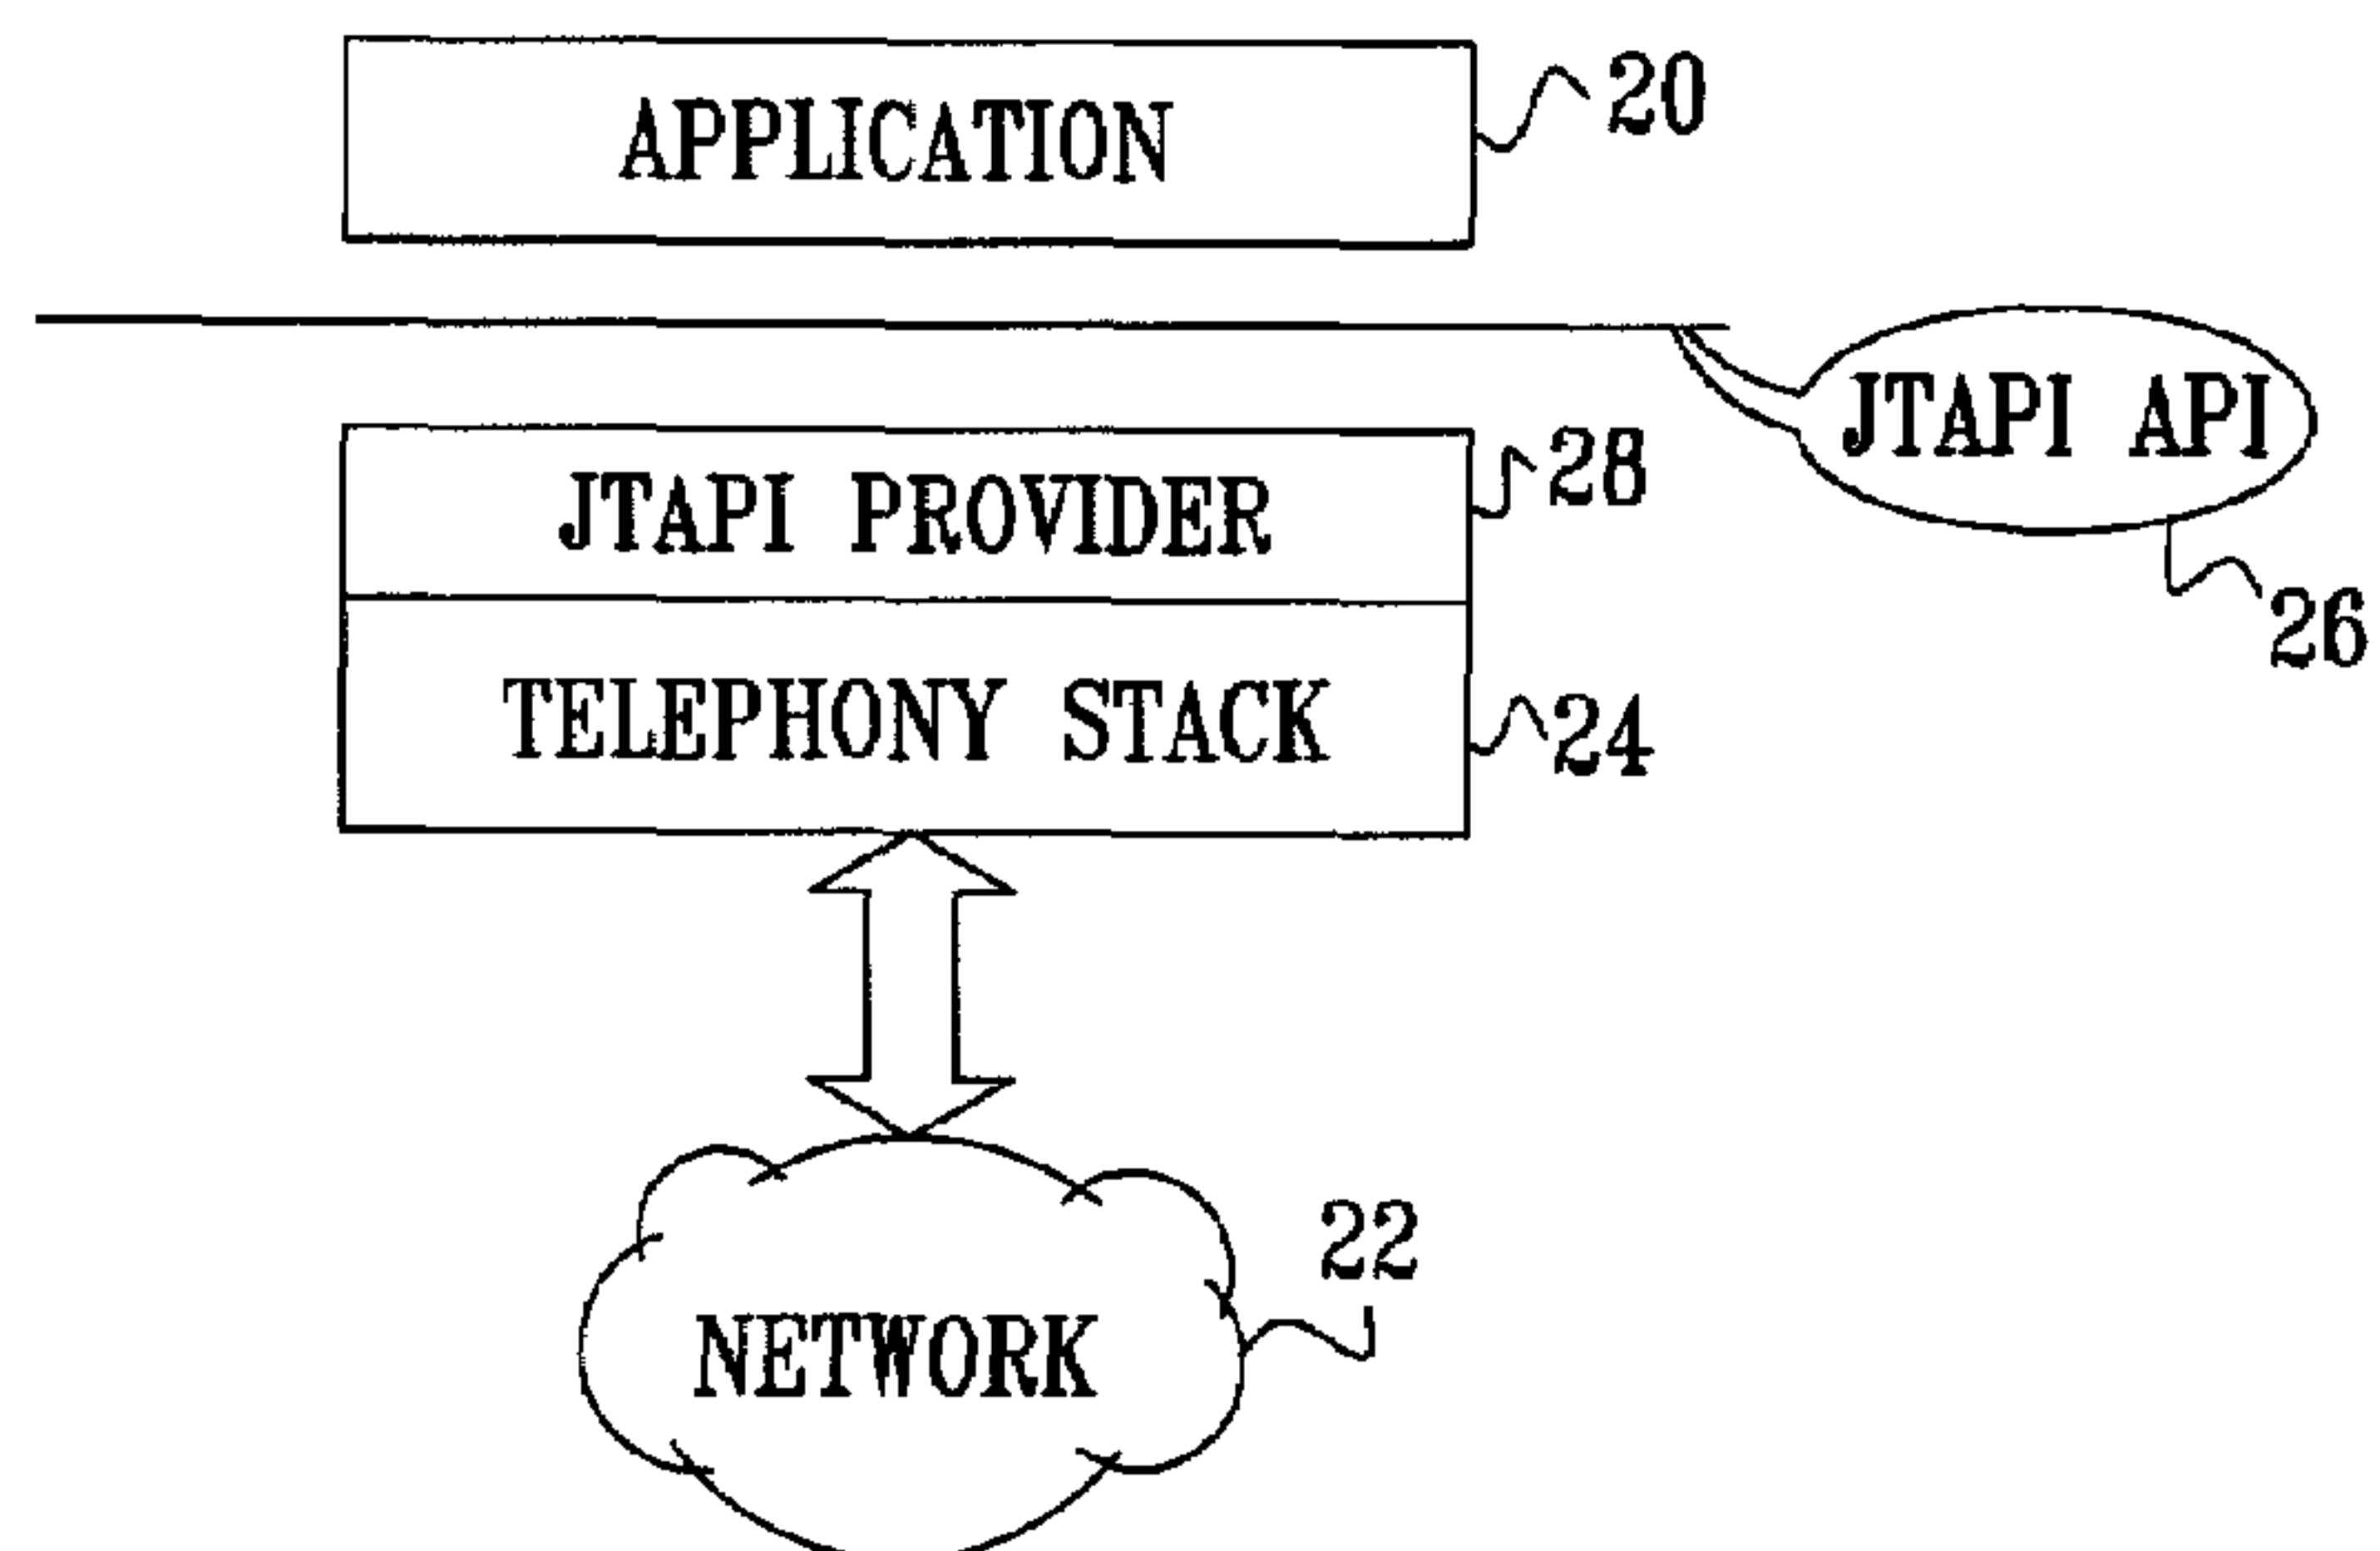 APPLICATION
20
JTAPI API
26
JTAPI PROVIDER
28
TELEPHONY STACK
24
22
NETWORK